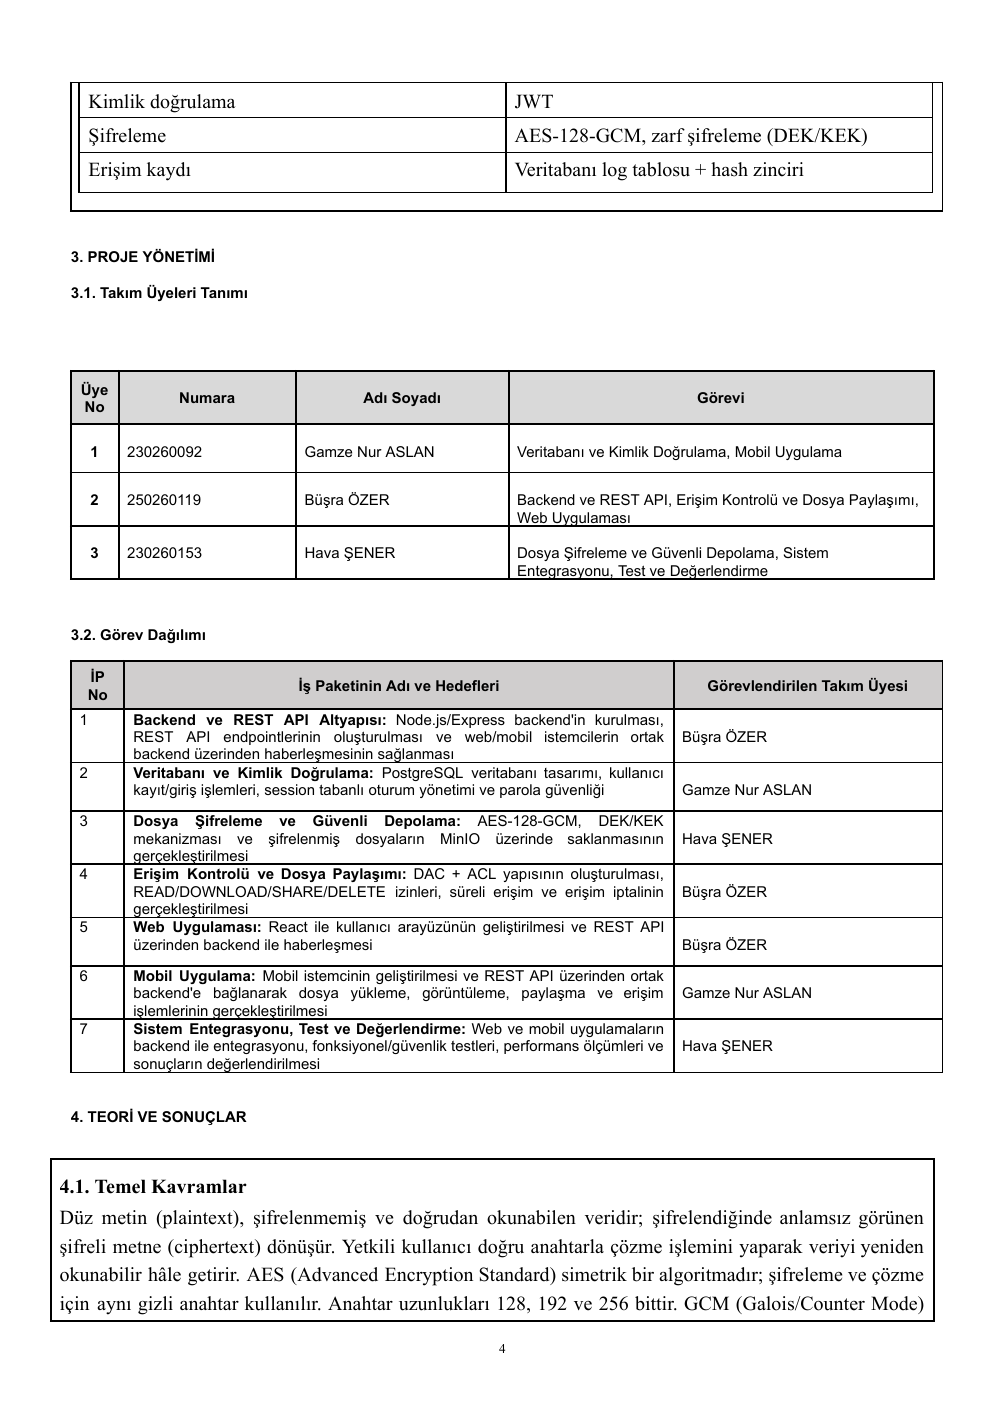 Kimlik doğrulama JWT
Şifreleme AES-128-GCM, zarf şifreleme (DEK/KEK)
Erişim kaydı Veritabanı log tablosu + hash zinciri
3. PROJE YÖNETİMİ
3.1. Takım Üyeleri Tanımı
Üye No Numara Adı Soyadı Görevi
1 230260092 Gamze Nur ASLAN Veritabanı ve Kimlik Doğrulama, Mobil Uygulama
2 250260119 Büşra ÖZER Backend ve REST API, Erişim Kontrolü ve Dosya Paylaşımı,
Web Uygulaması
3 230260153 Hava ŞENER Dosya Şifreleme ve Güvenli Depolama, Sistem
Entegrasyonu, Test ve Değerlendirme
3.2. Görev Dağılımı
İP No İş Paketinin Adı ve Hedefleri Görevlendirilen Takım Üyesi
1 Backend ve REST API Altyapısı: Node.js/Express backend'in kurulması,
REST API endpointlerinin oluşturulması ve web/mobil istemcilerin ortak
backend üzerinden haberleşmesinin sağlanması
Büşra ÖZER
2 Veritabanı ve Kimlik Doğrulama: PostgreSQL veritabanı tasarımı, kullanıcı
kayıt/giriş işlemleri, session tabanlı oturum yönetimi ve parola güvenliği
Gamze Nur ASLAN
3 Dosya Şifreleme ve Güvenli Depolama: AES-128-GCM, DEK/KEK
mekanizması ve şifrelenmiş dosyaların MinIO üzerinde saklanmasının
gerçekleştirilmesi
Hava ŞENER
4 Erişim Kontrolü ve Dosya Paylaşımı: DAC + ACL yapısının oluşturulması,
READ/DOWNLOAD/SHARE/DELETE izinleri, süreli erişim ve erişim iptalinin
gerçekleştirilmesi
Büşra ÖZER
5 Web Uygulaması: React ile kullanıcı arayüzünün geliştirilmesi ve REST API
üzerinden backend ile haberleşmesi
Büşra ÖZER
6 Mobil Uygulama: Mobil istemcinin geliştirilmesi ve REST API üzerinden ortak
backend'e bağlanarak dosya yükleme, görüntüleme, paylaşma ve erişim
işlemlerinin gerçekleştirilmesi
Gamze Nur ASLAN
7 Sistem Entegrasyonu, Test ve Değerlendirme: Web ve mobil uygulamaların
backend ile entegrasyonu, fonksiyonel/güvenlik testleri, performans ölçümleri ve
sonuçların değerlendirilmesi
Hava ŞENER
4. TEORİ VE SONUÇLAR
4.1. Temel Kavramlar
Düz metin (plaintext), şifrelenmemiş ve doğrudan okunabilen veridir; şifrelendiğinde anlamsız görünen
şifreli metne (ciphertext) dönüşür. Yetkili kullanıcı doğru anahtarla çözme işlemini yaparak veriyi yeniden
okunabilir hâle getirir. AES (Advanced Encryption Standard) simetrik bir algoritmadır; şifreleme ve çözme
için aynı gizli anahtar kullanılır. Anahtar uzunlukları 128, 192 ve 256 bittir. GCM (Galois/Counter Mode)
4